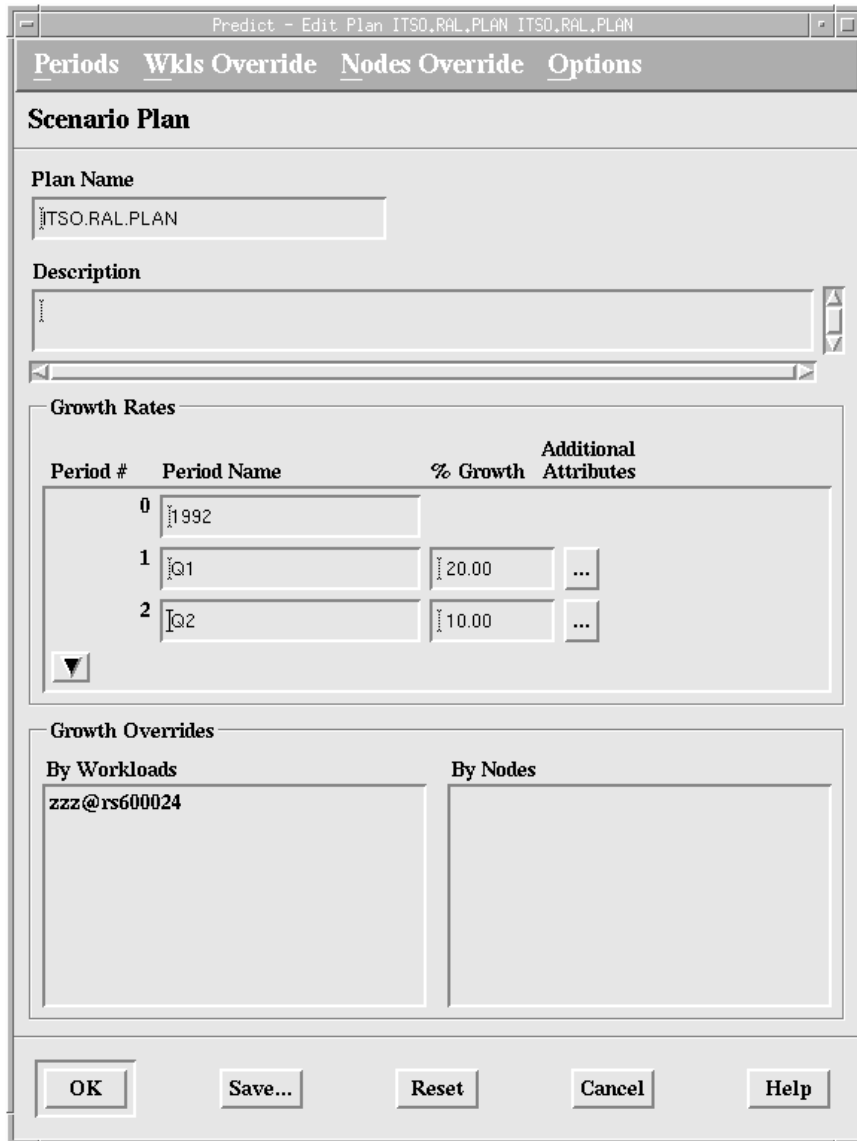 Predict - Edit Plan ITSO.RAL.PLAN ITSO.RAL.PLAN
Periods Wkls Override Nodes Override Options
Scenario Plan
Plan Name
ITSO.RAL.PLAN
Description
Growth Rates
Additional
Period # Period Name % Growth Attributes
0 1992
1 Q1 20.00 ...
2 Q2 10.00 ...
Growth Overrides
By Workloads By Nodes
zzz@rs600024
OK Save... Reset Cancel Help